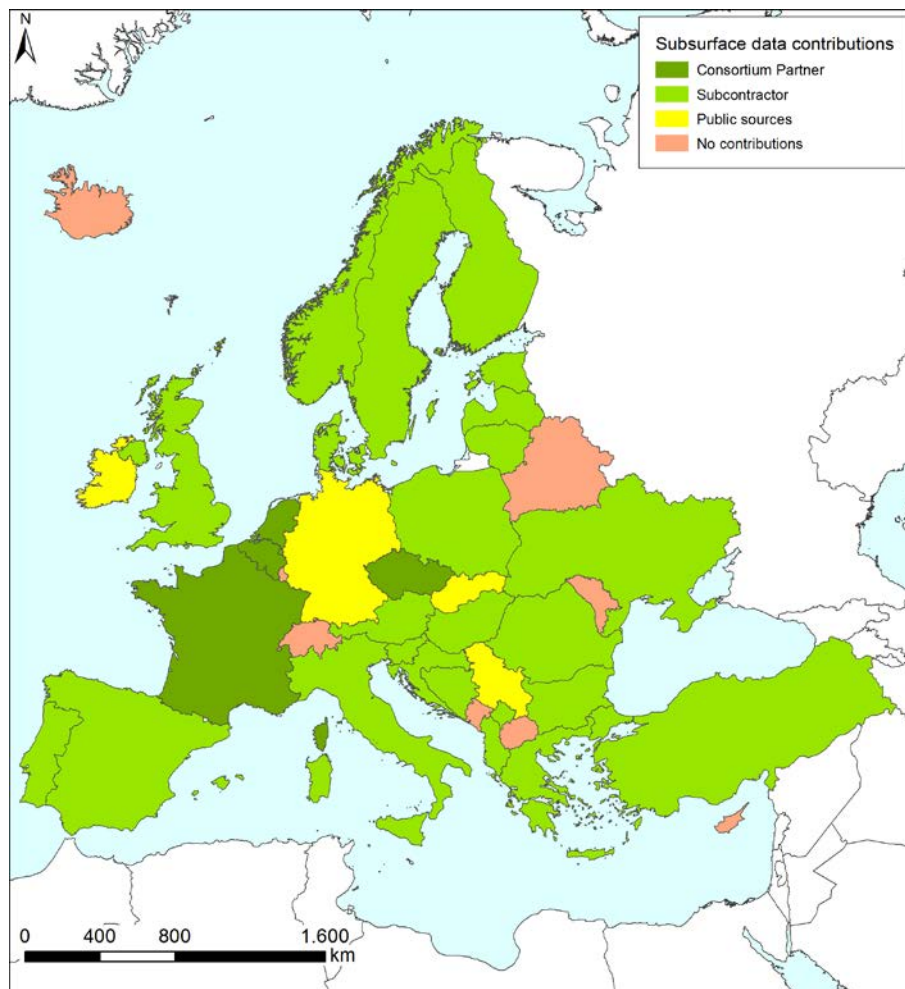 N
Subsurface data contributions
Consortium Partner
Subcontractor
Public sources
No contributions
0 400 800 1.600
km